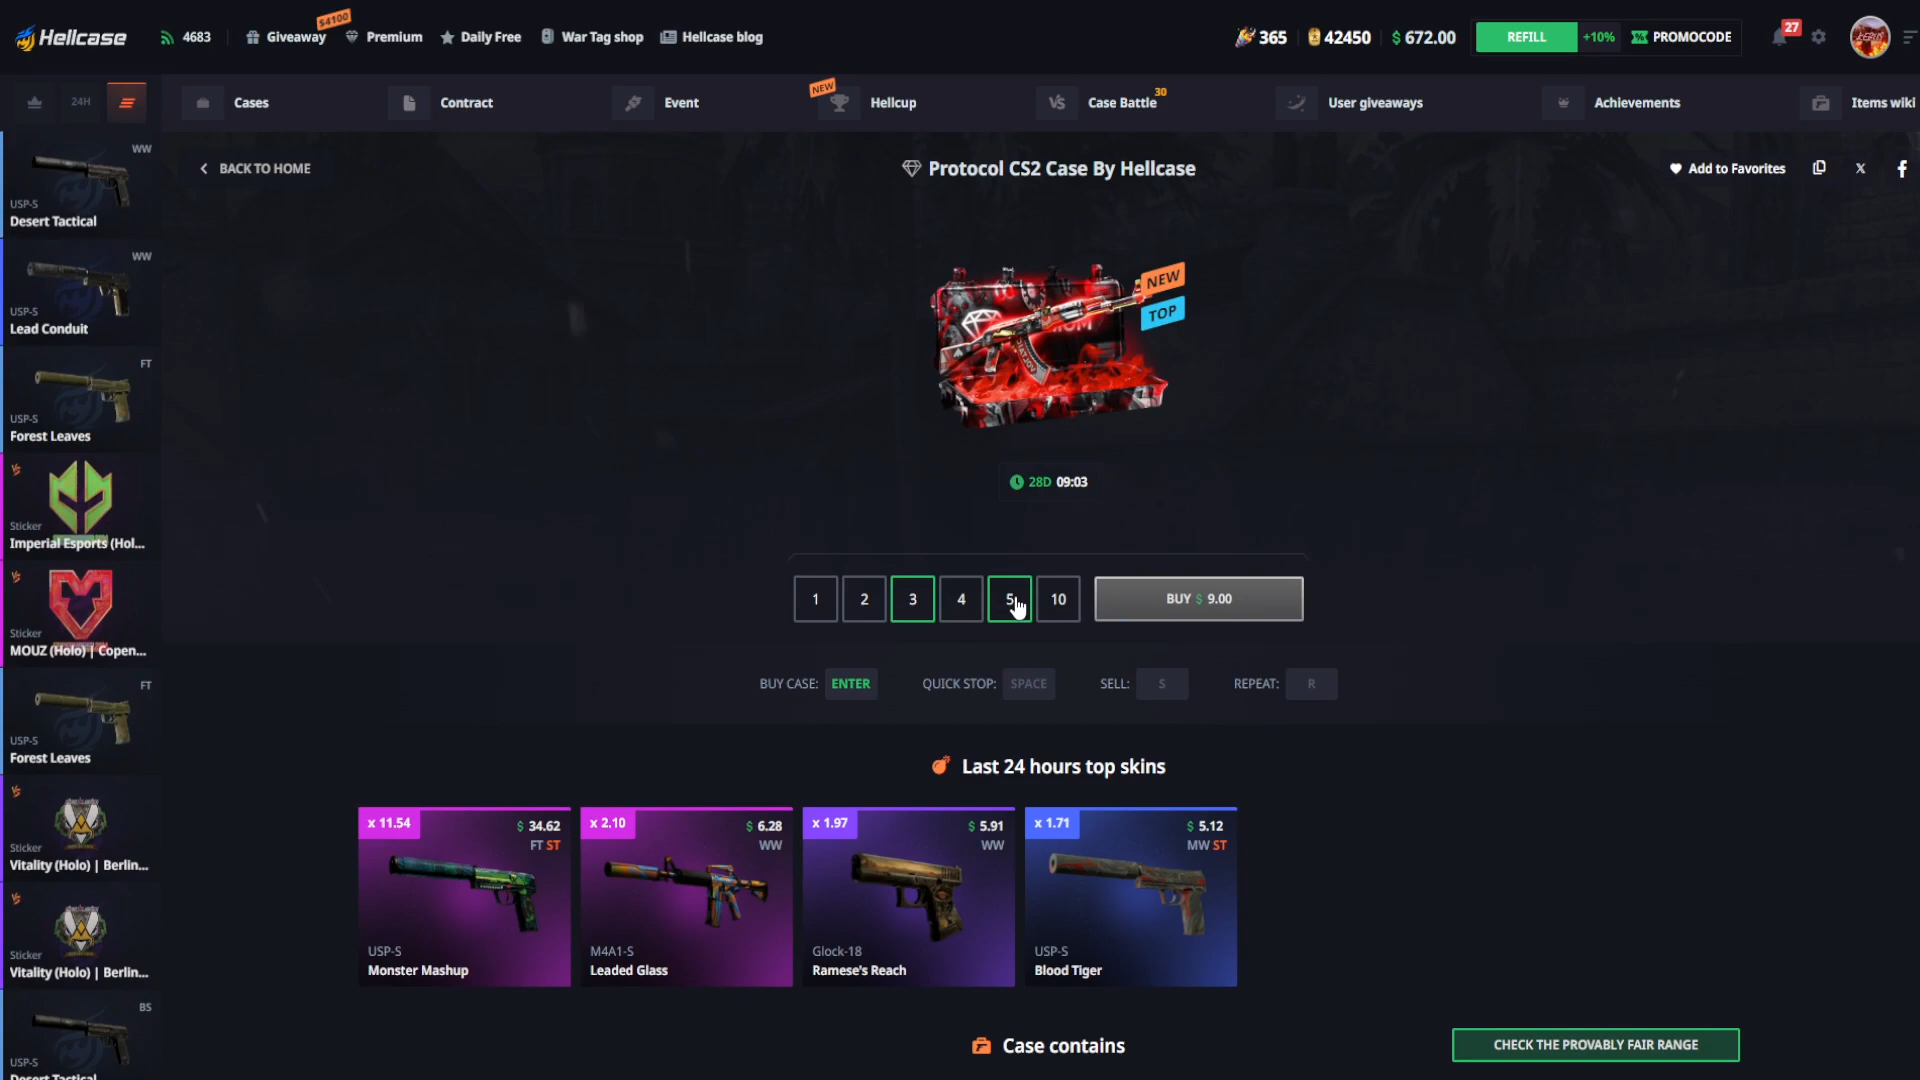 Hellcase
4683
Giveaway
$4100
Premium
Daily Free
War Tag shop
Hellcase blog
365
42450
$ 672.00
REFILL
+10%
PROMOCODE
27
24H
Cases
Contract
Event
NEW
Hellcup
VS
Case Battle
30
User giveaways
Achievements
Items wiki
BACK TO HOME
Protocol CS2 Case By Hellcase
Add to Favorites
NEW
TOP
28D 09:03
1
2
3
4
5
10
BUY $ 9.00
BUY CASE: ENTER
QUICK STOP: SPACE
SELL: S
REPEAT: R
WW
USP-S
Desert Tactical
WW
USP-S
Lead Conduit
FT
USP-S
Forest Leaves
VS
Sticker
Imperial Esports (Hol...
VS
Sticker
MOUZ (Holo) | Copen...
FT
USP-S
Forest Leaves
VS
Sticker
Vitality (Holo) | Berlin...
VS
Sticker
Vitality (Holo) | Berlin...
BS
USP-S
Desert Tactical
Last 24 hours top skins
x 11.54
$ 34.62
FT ST
USP-S
Monster Mashup
x 2.10
$ 6.28
WW
M4A1-S
Leaded Glass
x 1.97
$ 5.91
WW
Glock-18
Ramese's Reach
x 1.71
$ 5.12
MW ST
USP-S
Blood Tiger
Case contains
CHECK THE PROVABLY FAIR RANGE